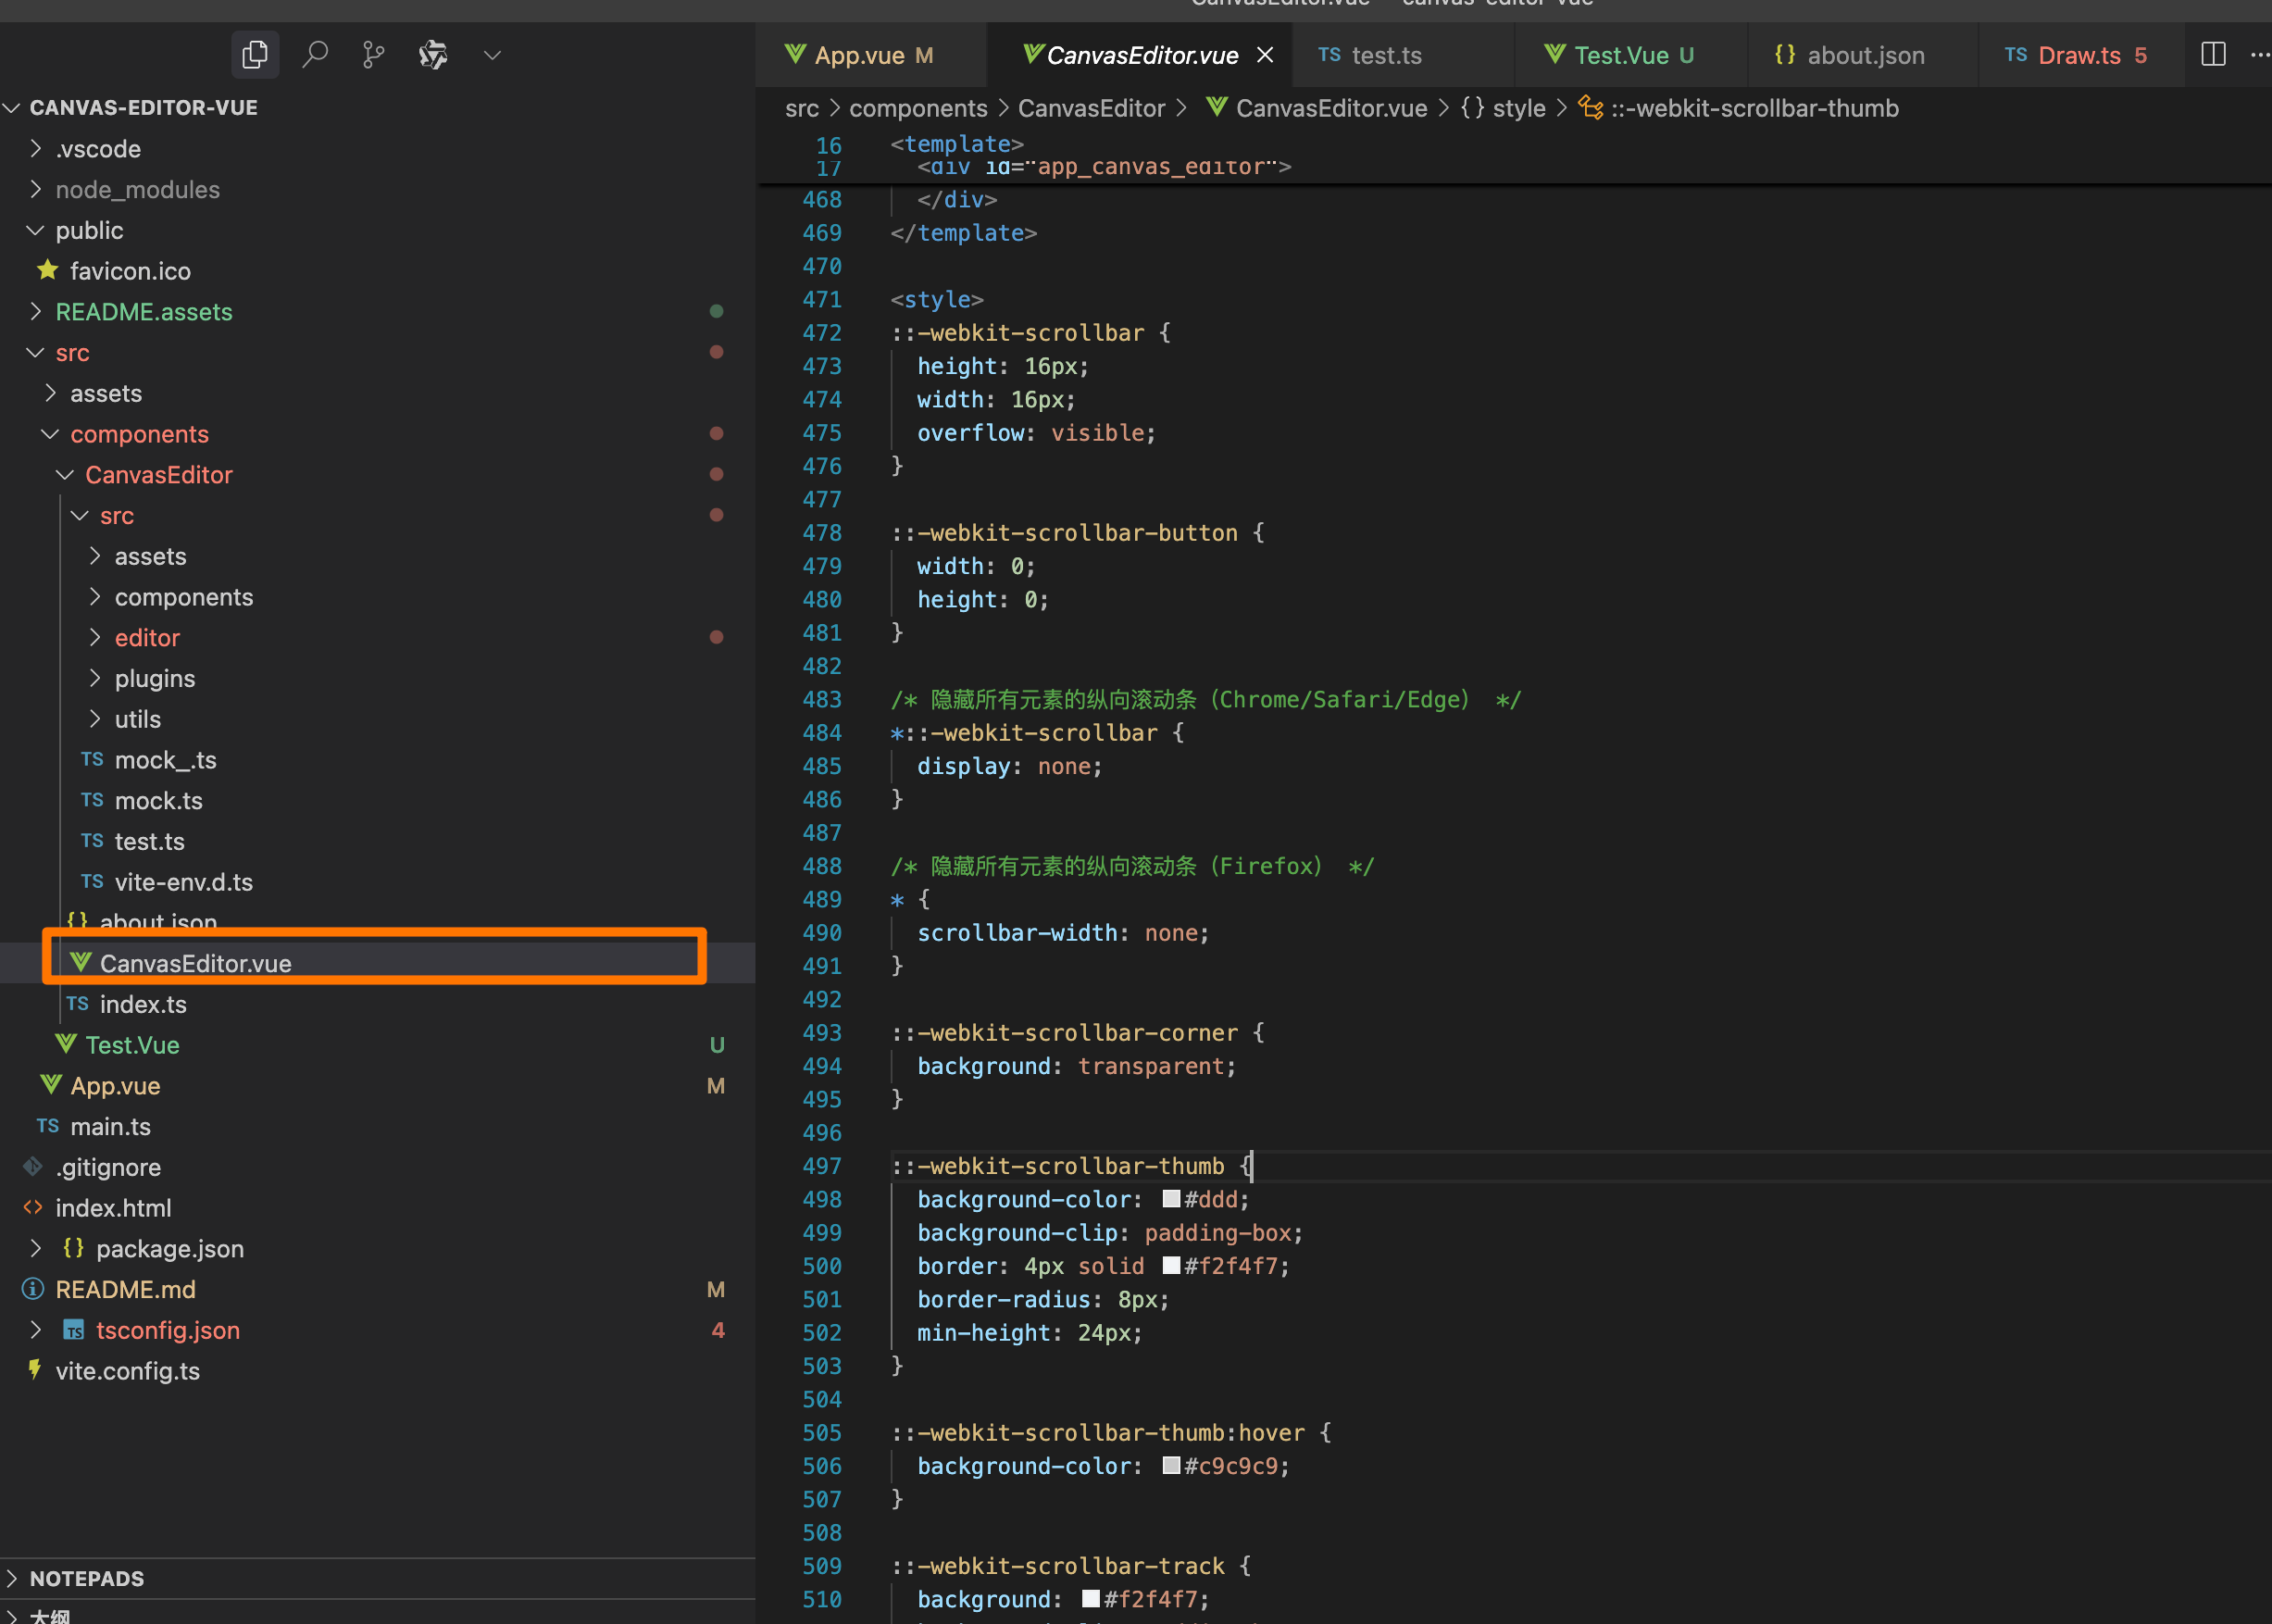 CanvasEditor.vue — canvas-editor-vue
App.vue M
CanvasEditor.vue
TS test.ts
Test.Vue U
{} about.json
TS Draw.ts 5
CANVAS-EDITOR-VUE
.vscode
node_modules
public
favicon.ico
README.assets
src
assets
components
CanvasEditor
src
assets
components
editor
plugins
utils
TS mock_.ts
TS mock.ts
TS test.ts
TS vite-env.d.ts
{} about.json
CanvasEditor.vue
TS index.ts
Test.Vue U
App.vue M
TS main.ts
.gitignore
<> index.html
{} package.json
README.md M
TS tsconfig.json 4
vite.config.ts
NOTEPADS
大纲
src > components > CanvasEditor > CanvasEditor.vue > {} style > ::-webkit-scrollbar-thumb
16 <template>
17 <div id="app_canvas_editor">
468 </div>
469 </template>
470
471 <style>
472 ::-webkit-scrollbar {
473 height: 16px;
474 width: 16px;
475 overflow: visible;
476 }
477
478 ::-webkit-scrollbar-button {
479 width: 0;
480 height: 0;
481 }
482
483 /* 隐藏所有元素的纵向滚动条（Chrome/Safari/Edge） */
484 *::-webkit-scrollbar {
485 display: none;
486 }
487
488 /* 隐藏所有元素的纵向滚动条（Firefox） */
489 * {
490 scrollbar-width: none;
491 }
492
493 ::-webkit-scrollbar-corner {
494 background: transparent;
495 }
496
497 ::-webkit-scrollbar-thumb {
498 background-color: #ddd;
499 background-clip: padding-box;
500 border: 4px solid #f2f4f7;
501 border-radius: 8px;
502 min-height: 24px;
503 }
504
505 ::-webkit-scrollbar-thumb:hover {
506 background-color: #c9c9c9;
507 }
508
509 ::-webkit-scrollbar-track {
510 background: #f2f4f7;